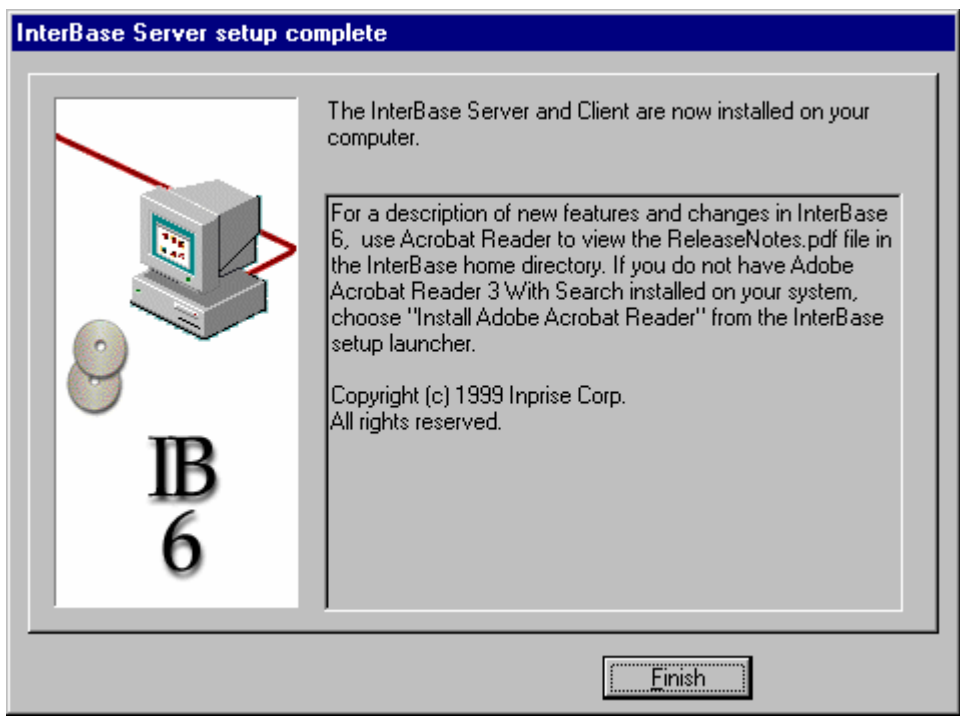 InterBase Server setup complete
The InterBase Server and Client are now installed on your
computer.
For a description of new features and changes in InterBase
6,  use Acrobat Reader to view the ReleaseNotes.pdf file in
the InterBase home directory. If you do not have Adobe
Acrobat Reader 3 With Search installed on your system,
choose "Install Adobe Acrobat Reader" from the InterBase
setup launcher.
Copyright (c) 1999 Inprise Corp.
All rights reserved.
IB
6
Finish